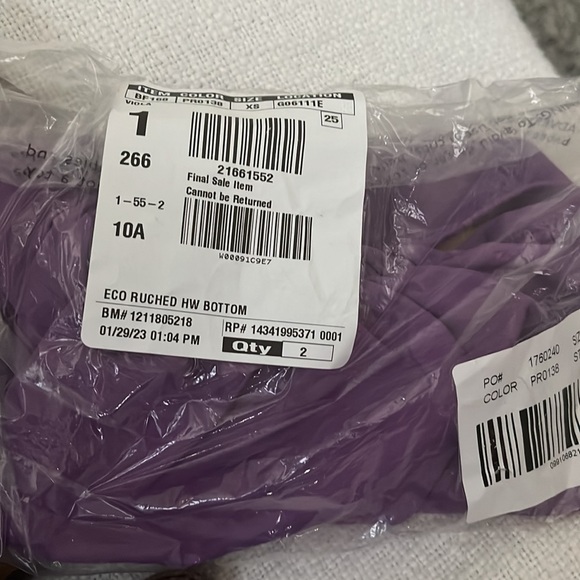 ITEM COLOR SIZE LOCATION
PR0138 XS G06111E
VIOLA
1
25
266
21661552
Final Sale Item
Cannot be Returned
1-55-2
10A
W00091C9E7
ECO RUCHED HW BOTTOM
BM# 1211805218
RP# 14341995371 0001
01/29/23 01:04 PM
Qty 2
PO# 1760240
COLOR PR0138